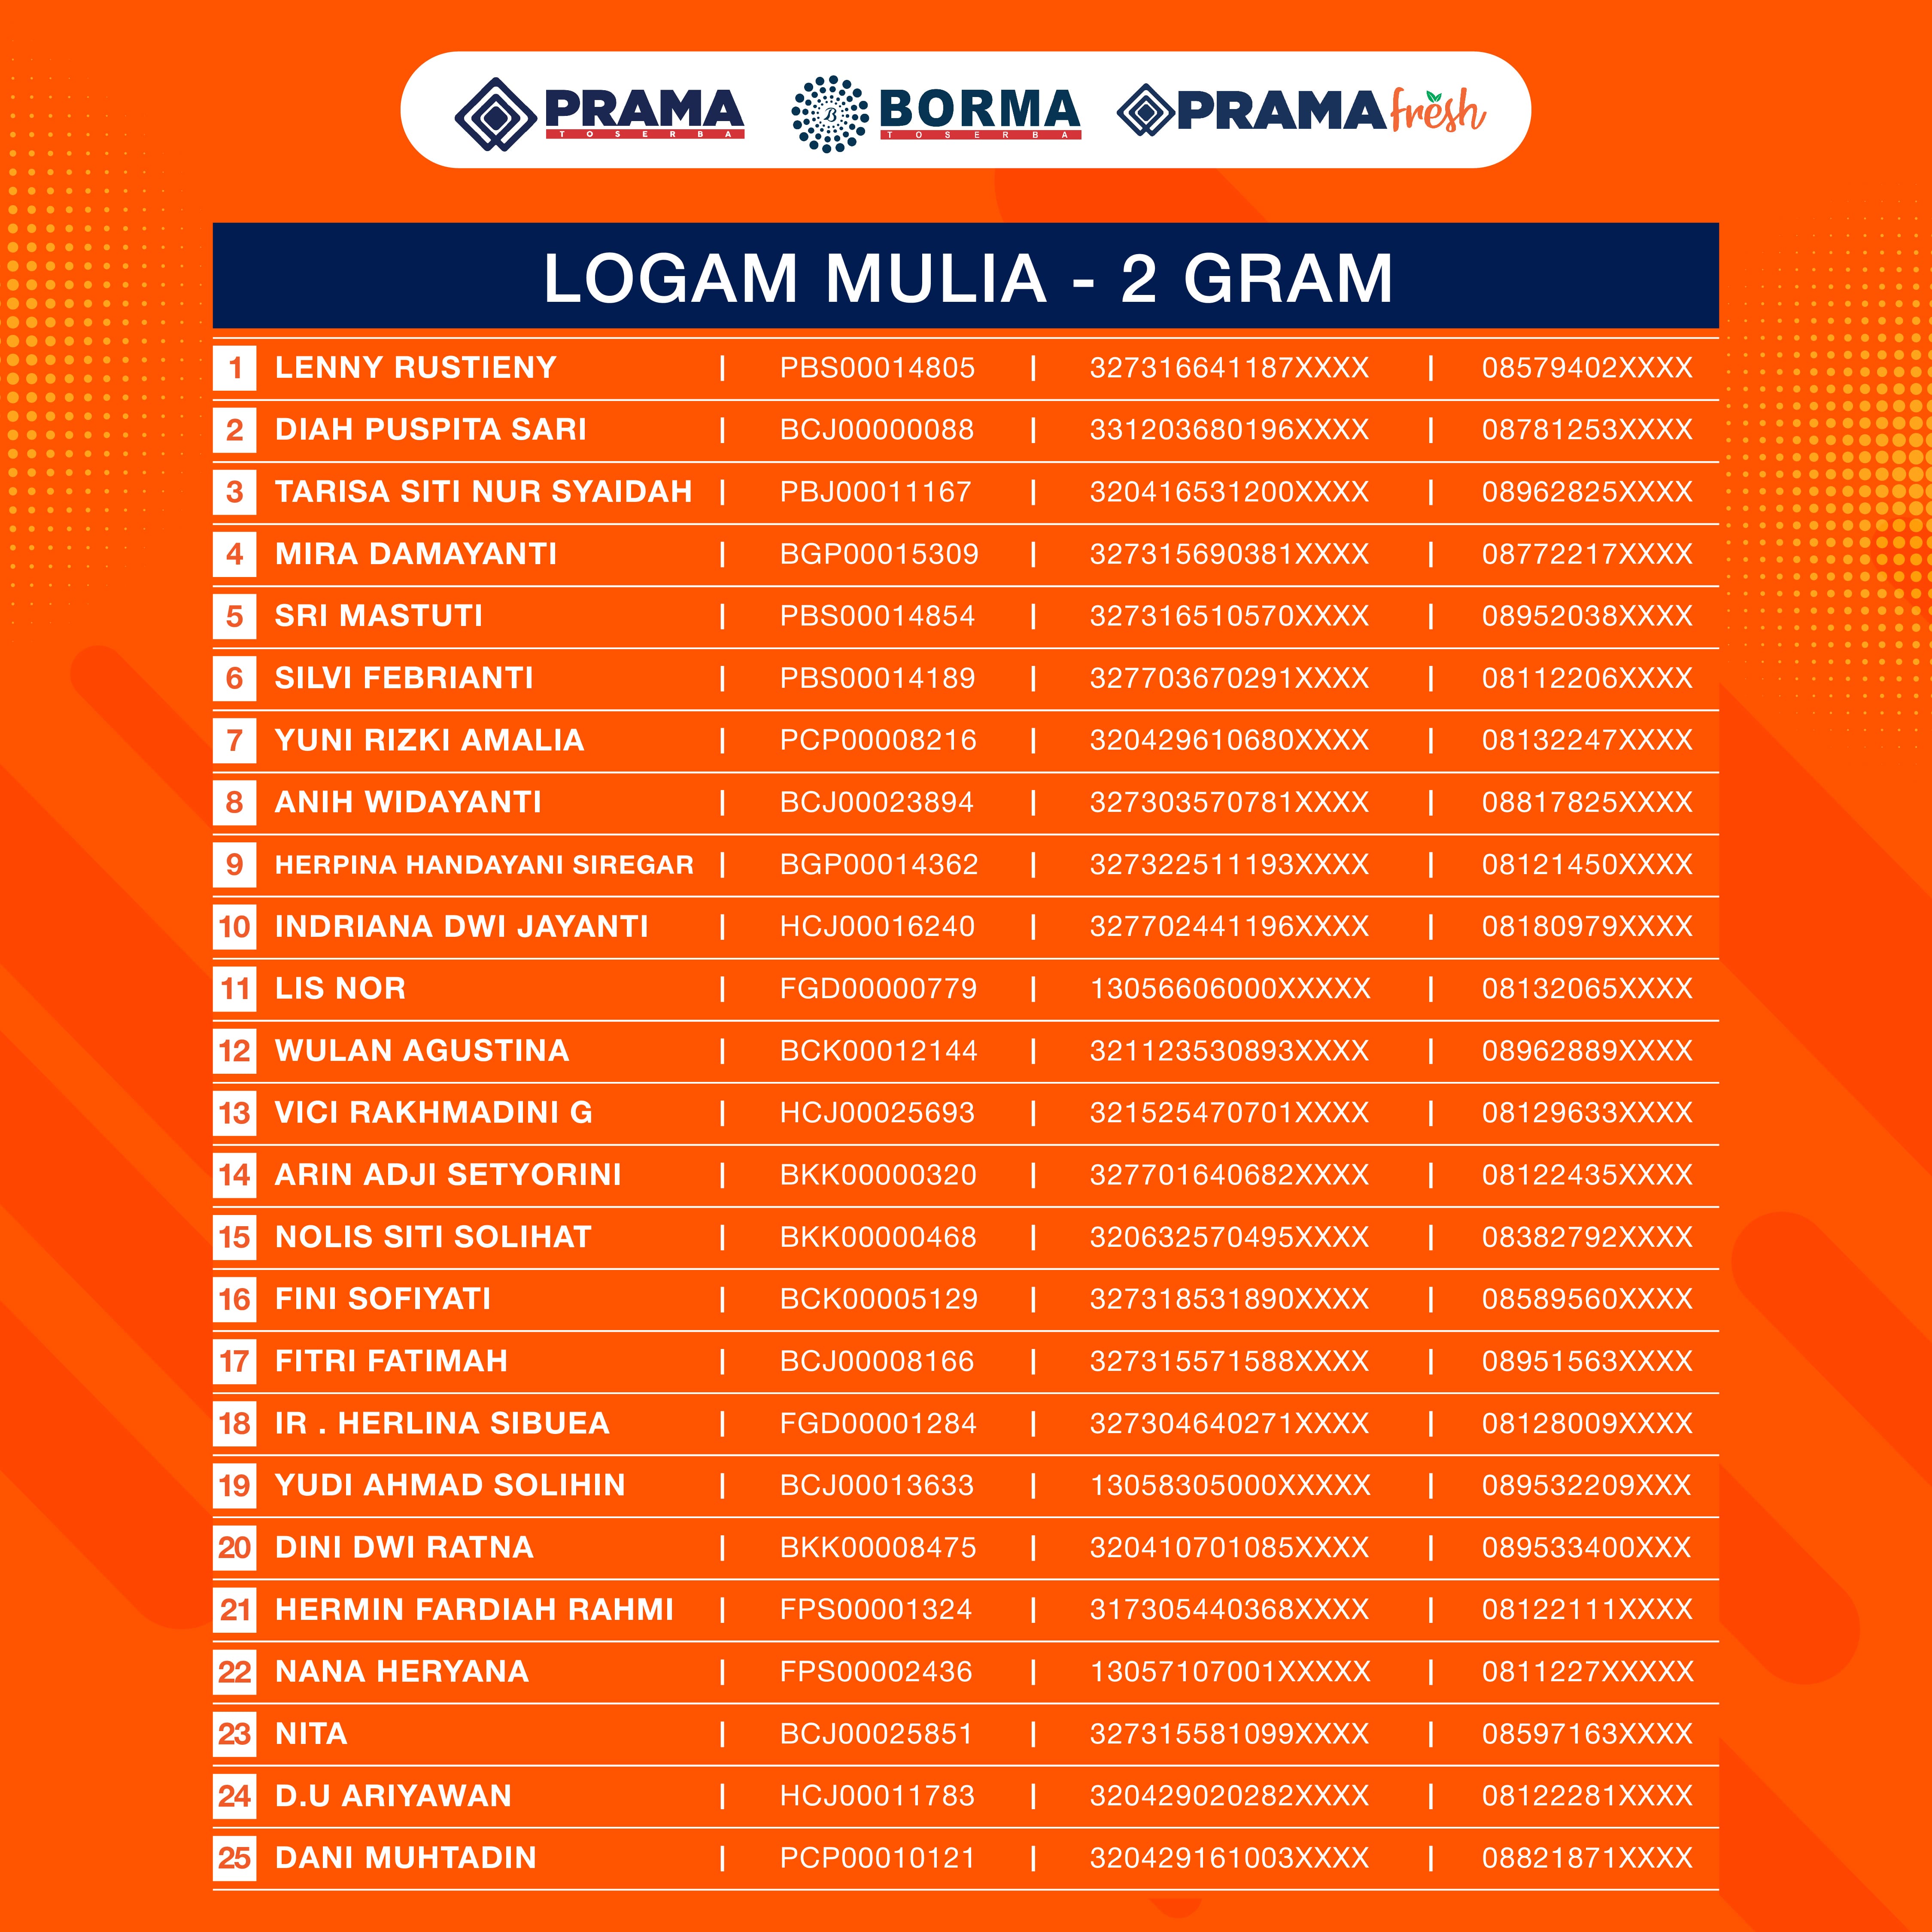 PRAMA
TOSERBA
B
BORMA
TOSERBA
PRAMA fresh
LOGAM MULIA - 2 GRAM
1 LENNY RUSTIENY | PBS00014805 | 327316641187XXXX | 08579402XXXX
2 DIAH PUSPITA SARI | BCJ00000088 | 331203680196XXXX | 08781253XXXX
3 TARISA SITI NUR SYAIDAH | PBJ00011167 | 320416531200XXXX | 08962825XXXX
4 MIRA DAMAYANTI | BGP00015309 | 327315690381XXXX | 08772217XXXX
5 SRI MASTUTI | PBS00014854 | 327316510570XXXX | 08952038XXXX
6 SILVI FEBRIANTI | PBS00014189 | 327703670291XXXX | 08112206XXXX
7 YUNI RIZKI AMALIA | PCP00008216 | 320429610680XXXX | 08132247XXXX
8 ANIH WIDAYANTI | BCJ00023894 | 327303570781XXXX | 08817825XXXX
9 HERPINA HANDAYANI SIREGAR | BGP00014362 | 327322511193XXXX | 08121450XXXX
10 INDRIANA DWI JAYANTI | HCJ00016240 | 327702441196XXXX | 08180979XXXX
11 LIS NOR | FGD00000779 | 13056606000XXXXX | 08132065XXXX
12 WULAN AGUSTINA | BCK00012144 | 321123530893XXXX | 08962889XXXX
13 VICI RAKHMADINI G | HCJ00025693 | 321525470701XXXX | 08129633XXXX
14 ARIN ADJI SETYORINI | BKK00000320 | 327701640682XXXX | 08122435XXXX
15 NOLIS SITI SOLIHAT | BKK00000468 | 320632570495XXXX | 08382792XXXX
16 FINI SOFIYATI | BCK00005129 | 327318531890XXXX | 08589560XXXX
17 FITRI FATIMAH | BCJ00008166 | 327315571588XXXX | 08951563XXXX
18 IR . HERLINA SIBUEA | FGD00001284 | 327304640271XXXX | 08128009XXXX
19 YUDI AHMAD SOLIHIN | BCJ00013633 | 13058305000XXXXX | 089532209XXX
20 DINI DWI RATNA | BKK00008475 | 320410701085XXXX | 089533400XXX
21 HERMIN FARDIAH RAHMI | FPS00001324 | 317305440368XXXX | 08122111XXXX
22 NANA HERYANA | FPS00002436 | 13057107001XXXXX | 0811227XXXXX
23 NITA | BCJ00025851 | 327315581099XXXX | 08597163XXXX
24 D.U ARIYAWAN | HCJ00011783 | 320429020282XXXX | 08122281XXXX
25 DANI MUHTADIN | PCP00010121 | 320429161003XXXX | 08821871XXXX